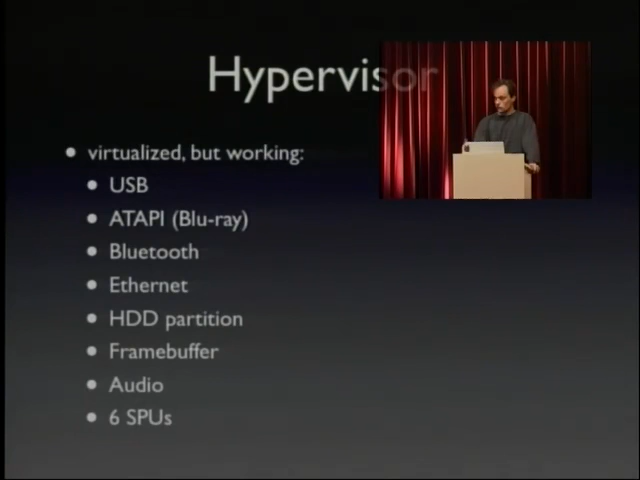 Hypervisor
• virtualized, but working:
• USB
• ATAPI (Blu-ray)
• Bluetooth
• Ethernet
• HDD partition
• Framebuffer
• Audio
• 6 SPUs